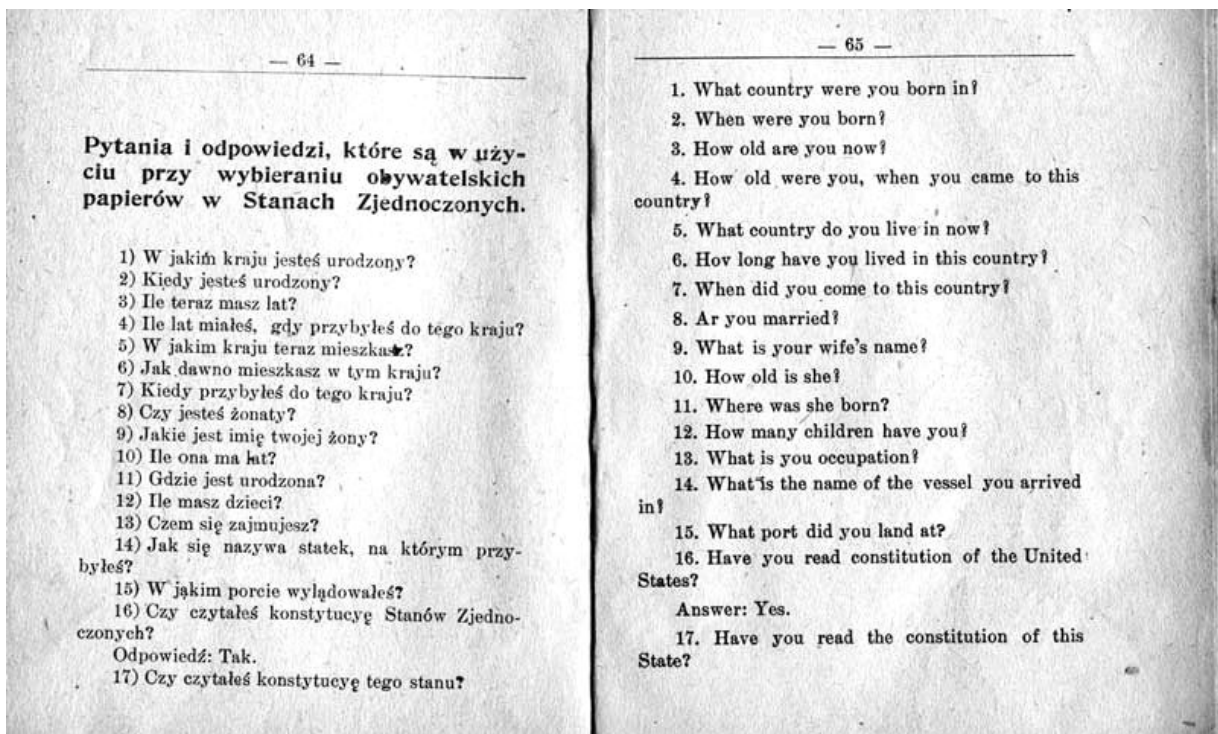 — 64 —
Pytania i odpowiedzi, które są w uży-
ciu przy wybieraniu obywatelskich
papierów w Stanach Zjednoczonych.
1) W jakim kraju jesteś urodzony?
2) Kiedy jesteś urodzony?
3) Ile teraz masz lat?
4) Ile lat miałeś, gdy przybyłeś do tego kraju?
5) W jakim kraju teraz mieszkasz?
6) Jak dawno mieszkasz w tym kraju?
7) Kiedy przybyłeś do tego kraju?
8) Czy jesteś żonaty?
9) Jakie jest imię twojej żony?
10) Ile ona ma lat?
11) Gdzie jest urodzona?
12) Ile masz dzieci?
13) Czem się zajmujesz?
14) Jak się nazywa statek, na którym przy-
byłeś?
15) W jakim porcie wylądowałeś?
16) Czy czytałeś konstytucyę Stanów Zjedno-
czonych?
Odpowiedź: Tak.
17) Czy czytałeś konstytucyę tego stanu?
— 65 —
1. What country were you born in?
2. When were you born?
3. How old are you now?
4. How old were you, when you came to this
country?
5. What country do you live in now?
6. Hov long have you lived in this country?
7. When did you come to this country?
8. Ar you married?
9. What is your wife's name?
10. How old is she?
11. Where was she born?
12. How many children have you?
13. What is you occupation?
14. What is the name of the vessel you arrived
in?
15. What port did you land at?
16. Have you read constitution of the United
States?
Answer: Yes.
17. Have you read the constitution of this
State?